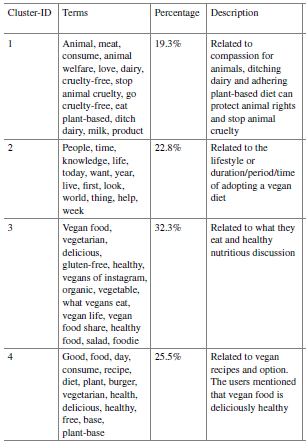 Cluster-ID Terms Percentage Description
1 Animal, meat, 19.3% Related to
consume, animal compassion for
welfare, love, dairy, animals, ditching
cruelty-free, stop dairy and adhering
animal cruelty, go plant-based diet can
cruelty-free, eat protect animal rights
plant-based, ditch and stop animal
dairy, milk, product cruelty
2 People, time, 22.8% Related to the
knowledge, life, lifestyle or
today, want, year, duration/period/time
live, first, look, of adopting a vegan
world, thing, help, diet
week
3 Vegan food, 32.3% Related to what they
vegetarian, eat and healthy
delicious, nutritious discussion
gluten-free, healthy,
vegans of instagram,
organic, vegetable,
what vegans eat,
vegan life, vegan
food share, healthy
food, salad, foodie
4 Good, food, day, 25.5% Related to vegan
consume, recipe, recipes and option.
diet, plant, burger, The users mentioned
vegetarian, health, that vegan food is
delicious, healthy, deliciously healthy
free, base,
plant-base